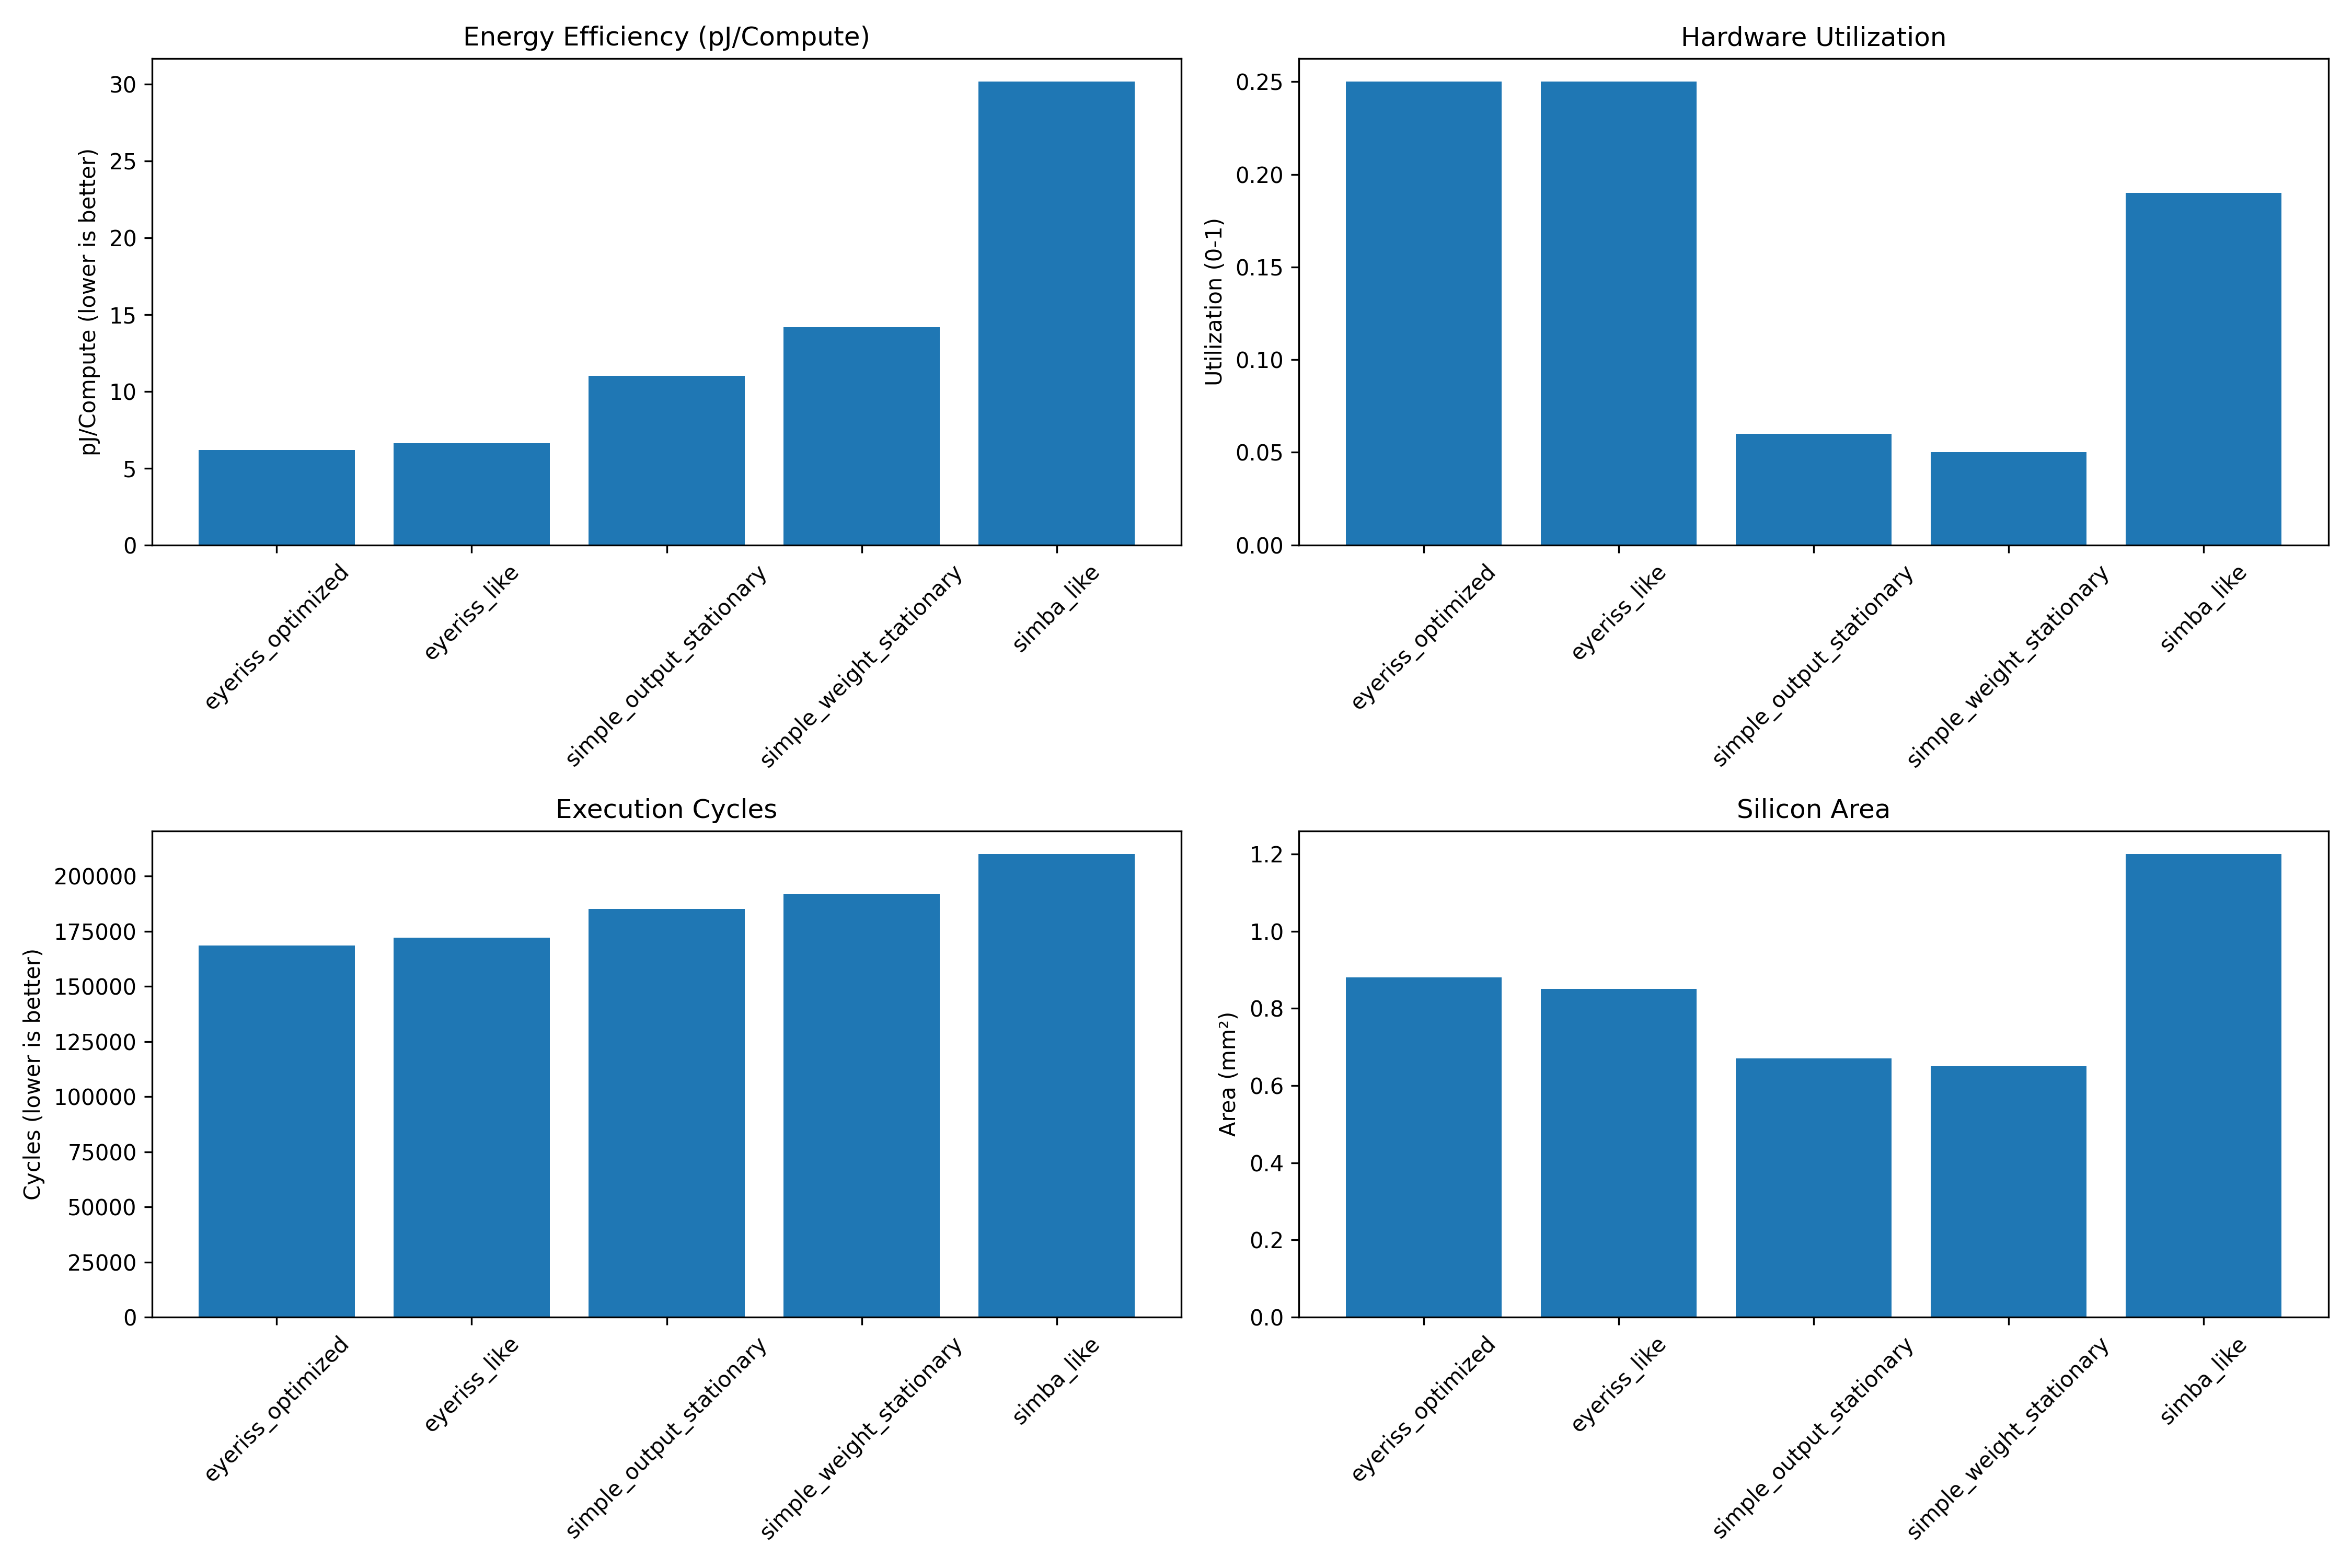 Energy Efficiency (pJ/Compute)
pJ/Compute (lower is better)
30
25
20
15
10
5
0
eyeriss_optimized
eyeriss_like
simple_output_stationary
simple_weight_stationary
simba_like
Hardware Utilization
Utilization (0-1)
0.25
0.20
0.15
0.10
0.05
0.00
eyeriss_optimized
eyeriss_like
simple_output_stationary
simple_weight_stationary
simba_like
Execution Cycles
Cycles (lower is better)
200000
175000
150000
125000
100000
75000
50000
25000
0
eyeriss_optimized
eyeriss_like
simple_output_stationary
simple_weight_stationary
simba_like
Silicon Area
Area (mm²)
1.2
1.0
0.8
0.6
0.4
0.2
0.0
eyeriss_optimized
eyeriss_like
simple_output_stationary
simple_weight_stationary
simba_like